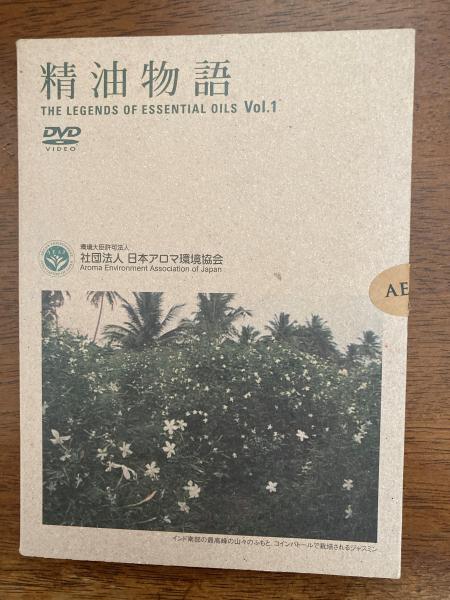 精油物語
THE LEGENDS OF ESSENTIAL OILS Vol.1
DVD
VIDEO
環境大臣許可法人
社団法人 日本アロマ環境協会
Aroma Environment Association of Japan
AE
インド南部の最高峰の山々のふもと、コインバトールで栽培されるジャスミン